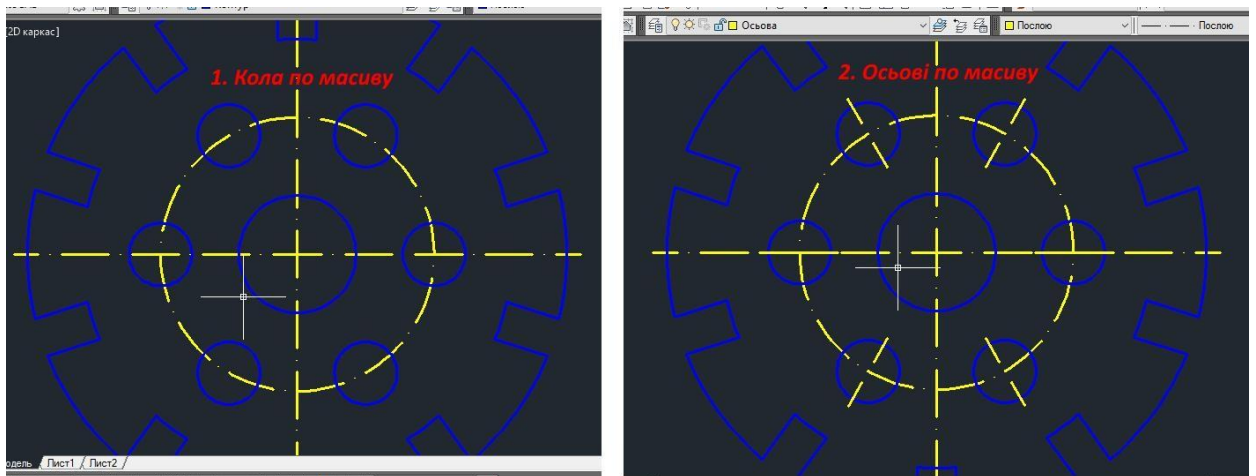 [2D каркас]
1. Кола по масиву
Лист1
Лист2
Осьова
Послою
Послою
2. Осьові по масиву